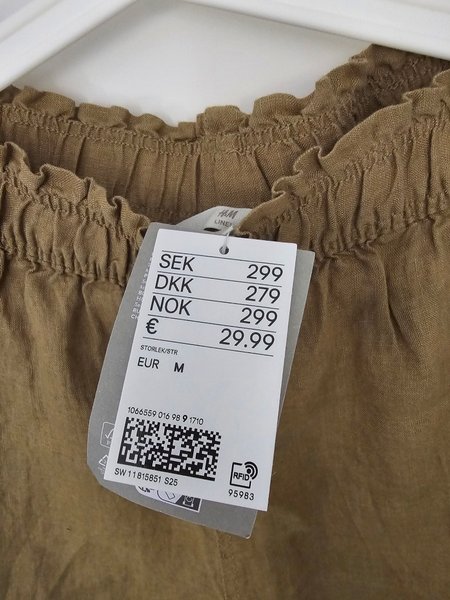 H&M
LINEN
SEK 299
DKK 279
NOK 299
€ 29.99
STORLEK/STR
EUR M
1066559 016 98 9 1710
SW 11815851 S25
RFID
95983